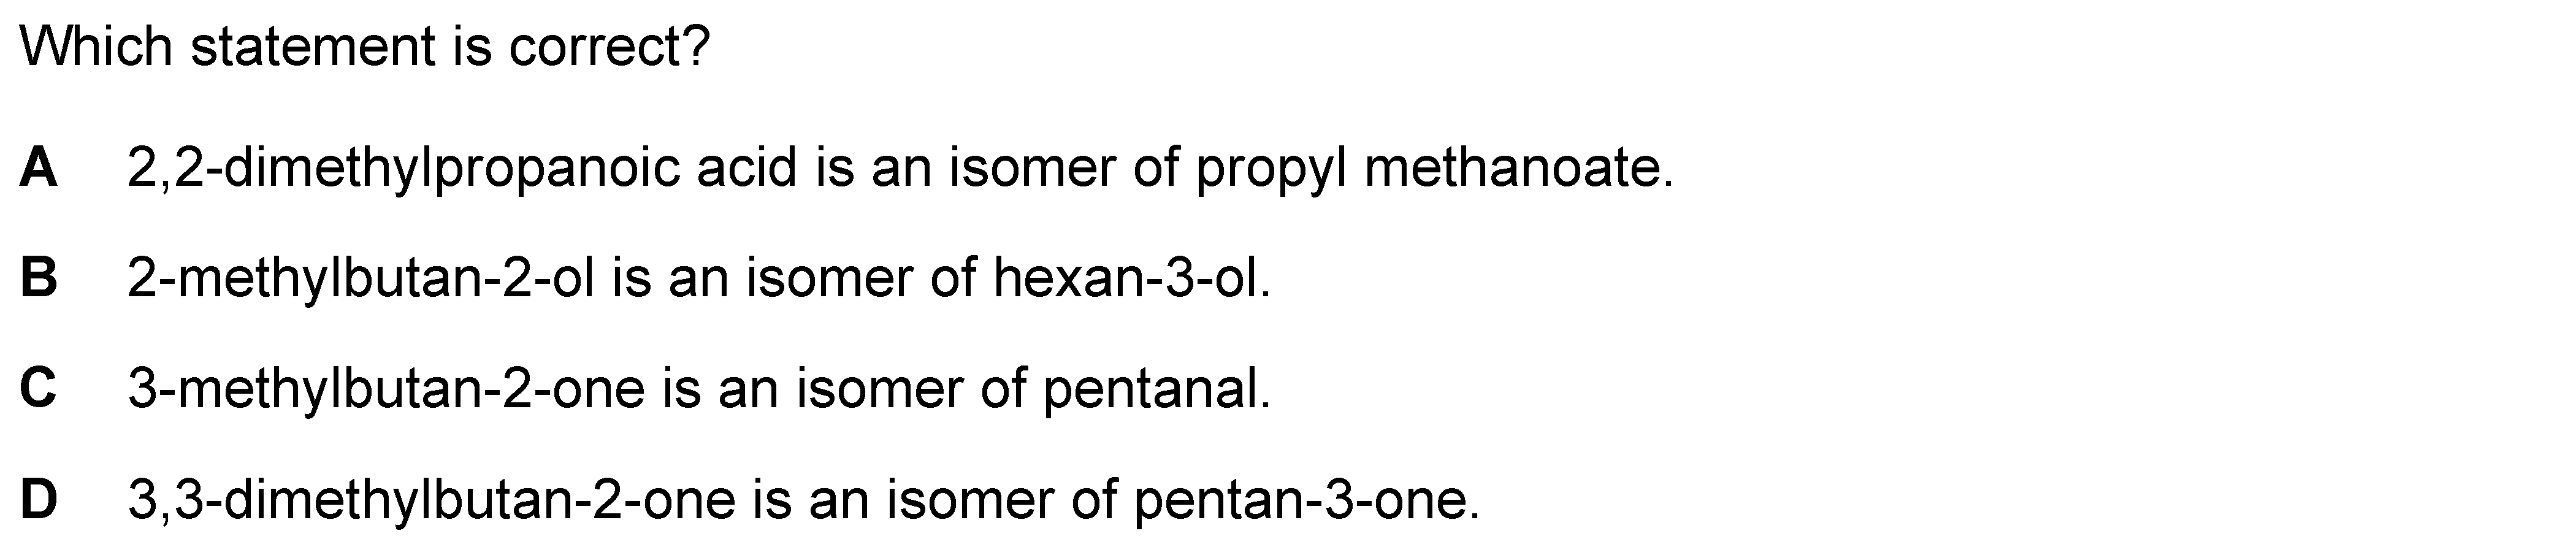 Which statement is correct?
A 2,2-dimethylpropanoic acid is an isomer of propyl methanoate.
B 2-methylbutan-2-ol is an isomer of hexan-3-ol.
C 3-methylbutan-2-one is an isomer of pentanal.
D 3,3-dimethylbutan-2-one is an isomer of pentan-3-one.